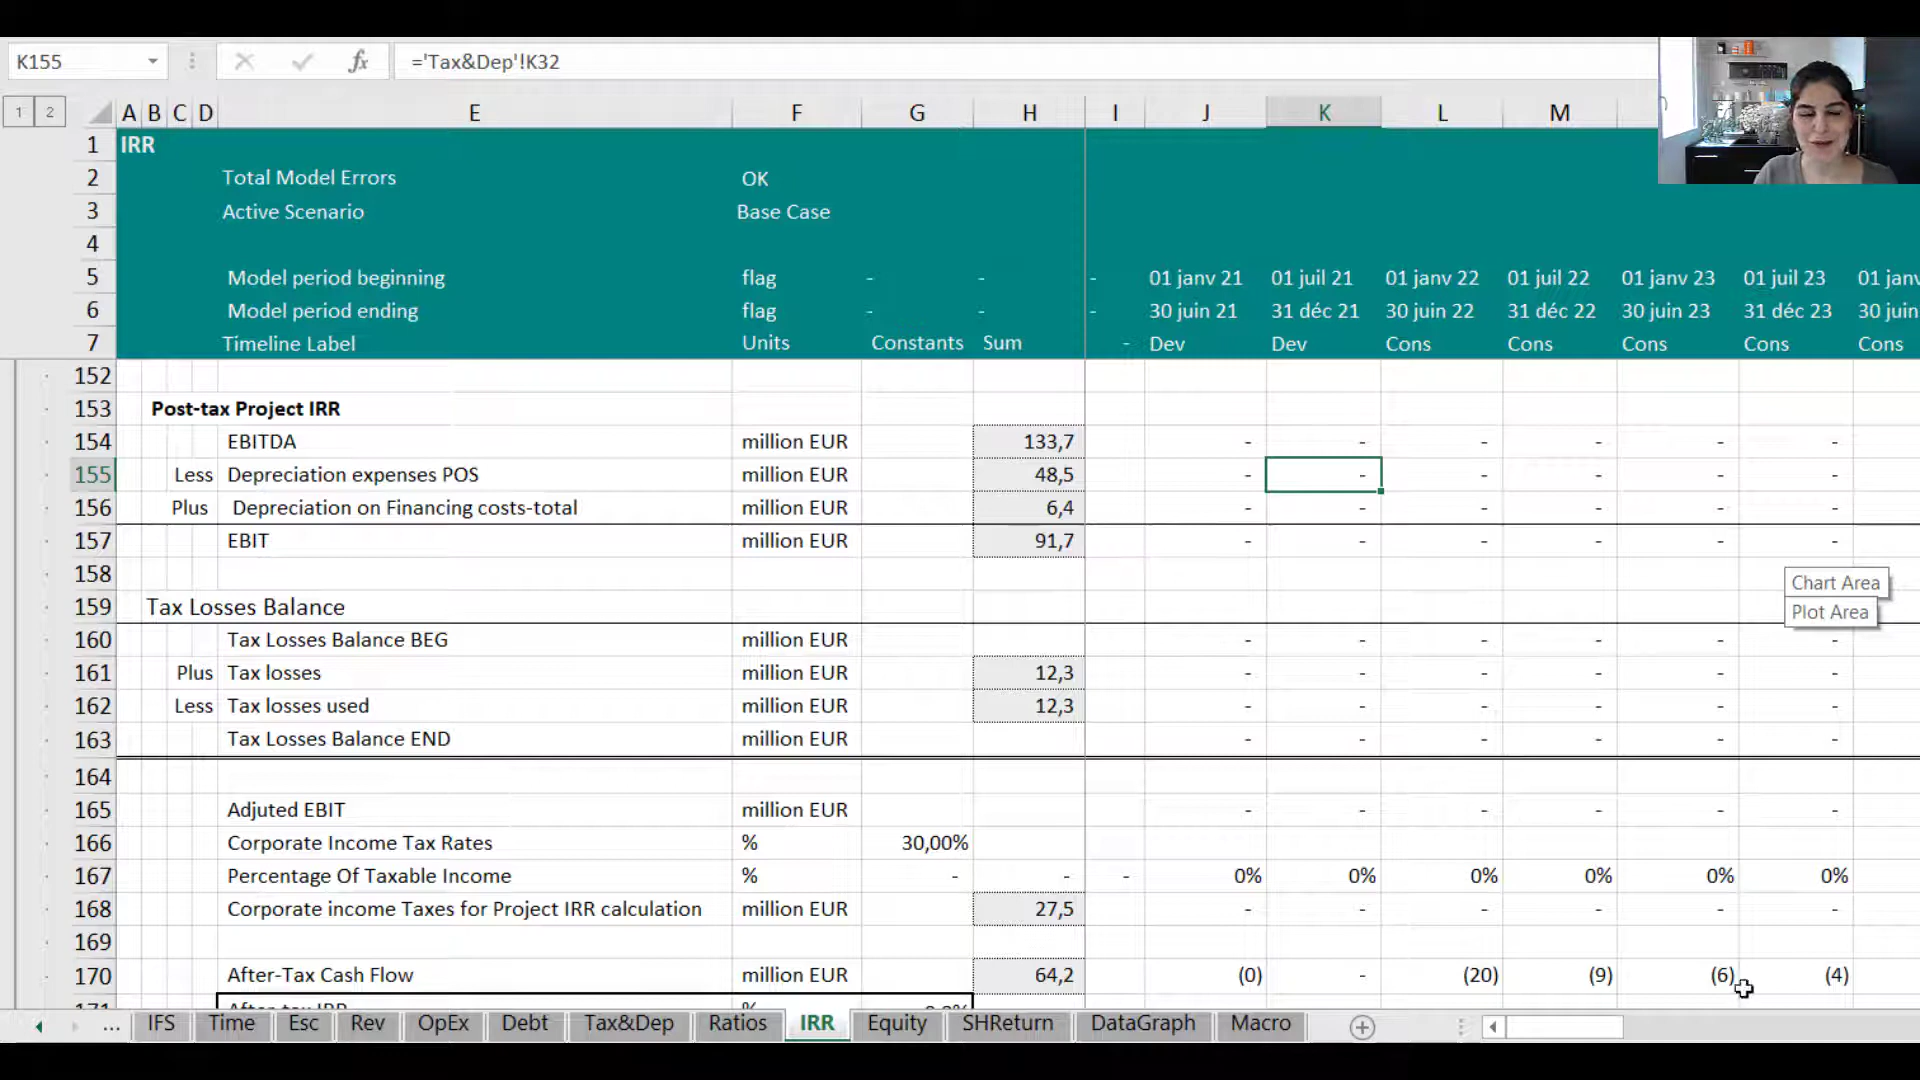 K155 fx ='Tax&Dep'!K32
1 2 A B C D E F G H I J K L M
1 IRR
2 Total Model Errors OK
3 Active Scenario Base Case
4
5 Model period beginning flag - - - 01 janv 21 01 juil 21 01 janv 22 01 juil 22 01 janv 23 01 juil 23 01 janv
6 Model period ending flag - - - 30 juin 21 31 déc 21 30 juin 22 31 déc 22 30 juin 23 31 déc 23 30 juin
7 Timeline Label Units Constants Sum - Dev Dev Cons Cons Cons Cons Cons
152
153 Post-tax Project IRR
154 EBITDA million EUR 133,7 - - - - - -
155 Less Depreciation expenses POS million EUR 48,5 - - - - - -
156 Plus Depreciation on Financing costs-total million EUR 6,4 - - - - - -
157 EBIT million EUR 91,7 - - - - - -
158
Chart Area
159 Tax Losses Balance
Plot Area
160 Tax Losses Balance BEG million EUR - - - - - -
161 Plus Tax losses million EUR 12,3 - - - - - -
162 Less Tax losses used million EUR 12,3 - - - - - -
163 Tax Losses Balance END million EUR - - - - - -
164
165 Adjuted EBIT million EUR - - - - - -
166 Corporate Income Tax Rates % 30,00%
167 Percentage Of Taxable Income % - - - 0% 0% 0% 0% 0% 0%
168 Corporate income Taxes for Project IRR calculation million EUR 27,5 - - - - - -
169
170 After-Tax Cash Flow million EUR 64,2 (0) - (20) (9) (6) (4)
171 After-tax IRR %
... IFS Time Esc Rev OpEx Debt Tax&Dep Ratios IRR Equity SHReturn DataGraph Macro